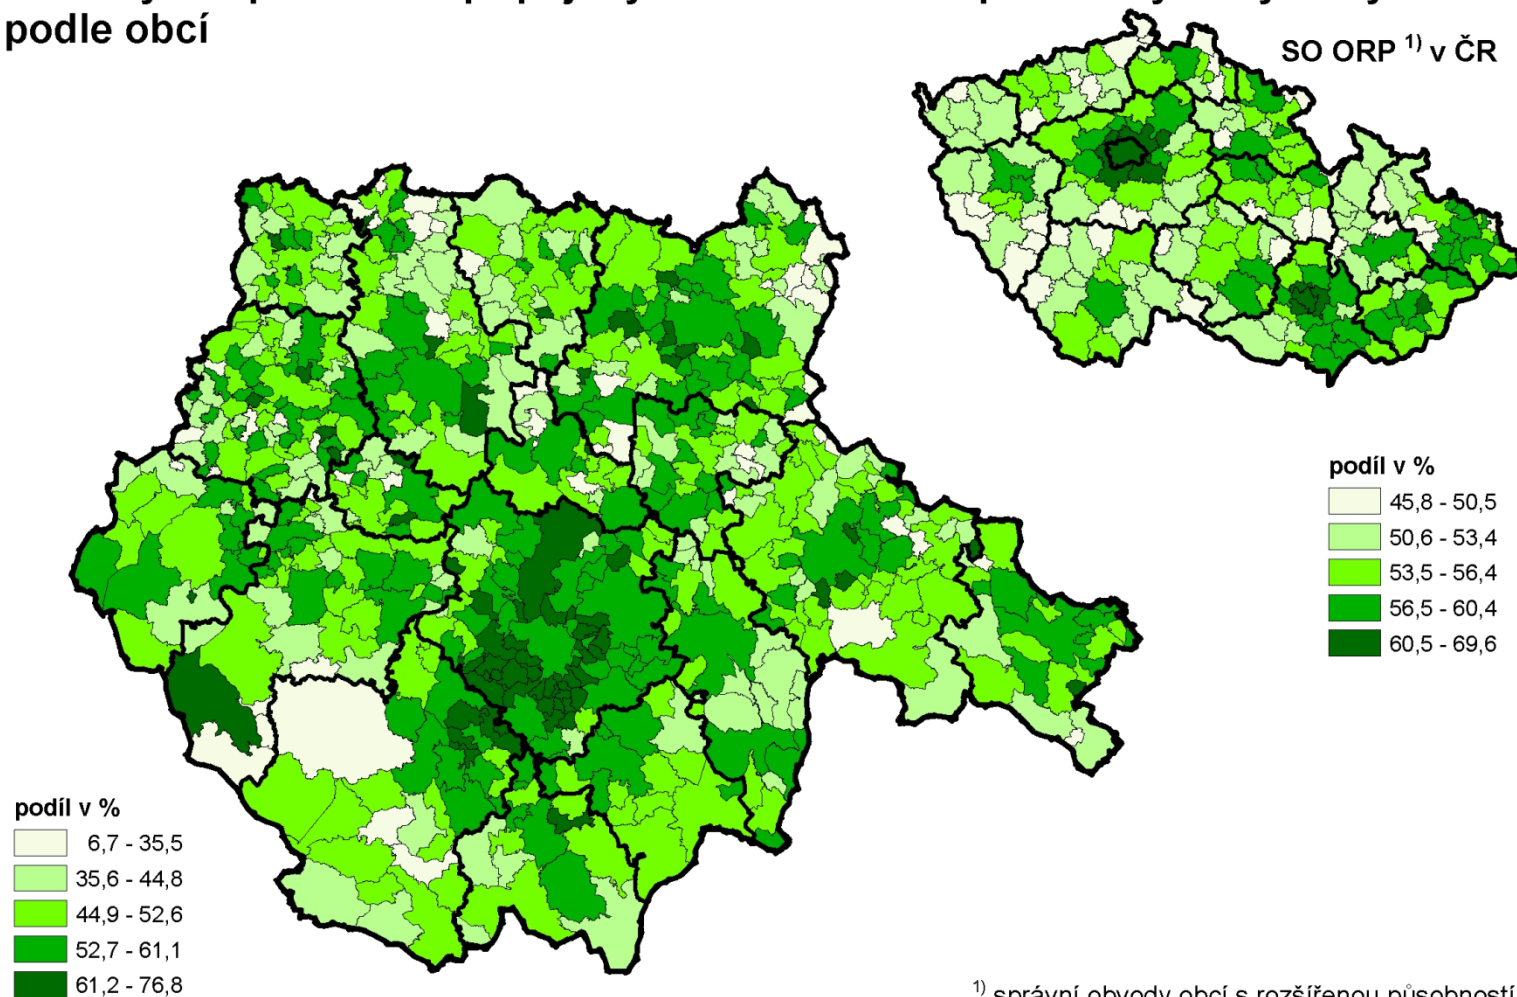 podle obcí
SO ORP 1) v ČR
podíl v %
45,8 - 50,5
50,6 - 53,4
53,5 - 56,4
56,5 - 60,4
60,5 - 69,6
podíl v %
6,7 - 35,5
35,6 - 44,8
44,9 - 52,6
52,7 - 61,1
61,2 - 76,8
1) správní obvody obcí s rozšířenou působností